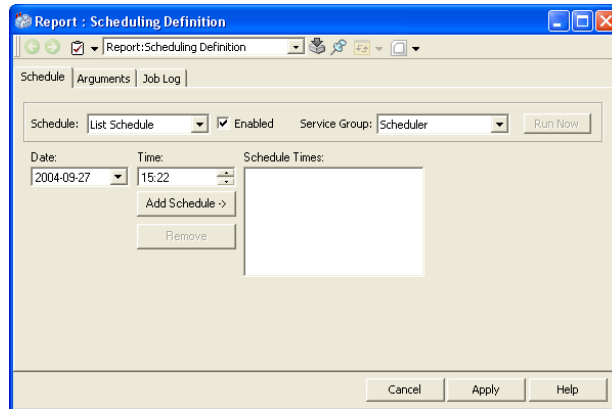 Report : Scheduling Definition
Report:Scheduling Definition
Schedule Arguments Job Log
Schedule: List Schedule Enabled Service Group: Scheduler Run Now
Date: Time: Schedule Times:
2004-09-27 15:22
Add Schedule ->
Remove
Cancel Apply Help